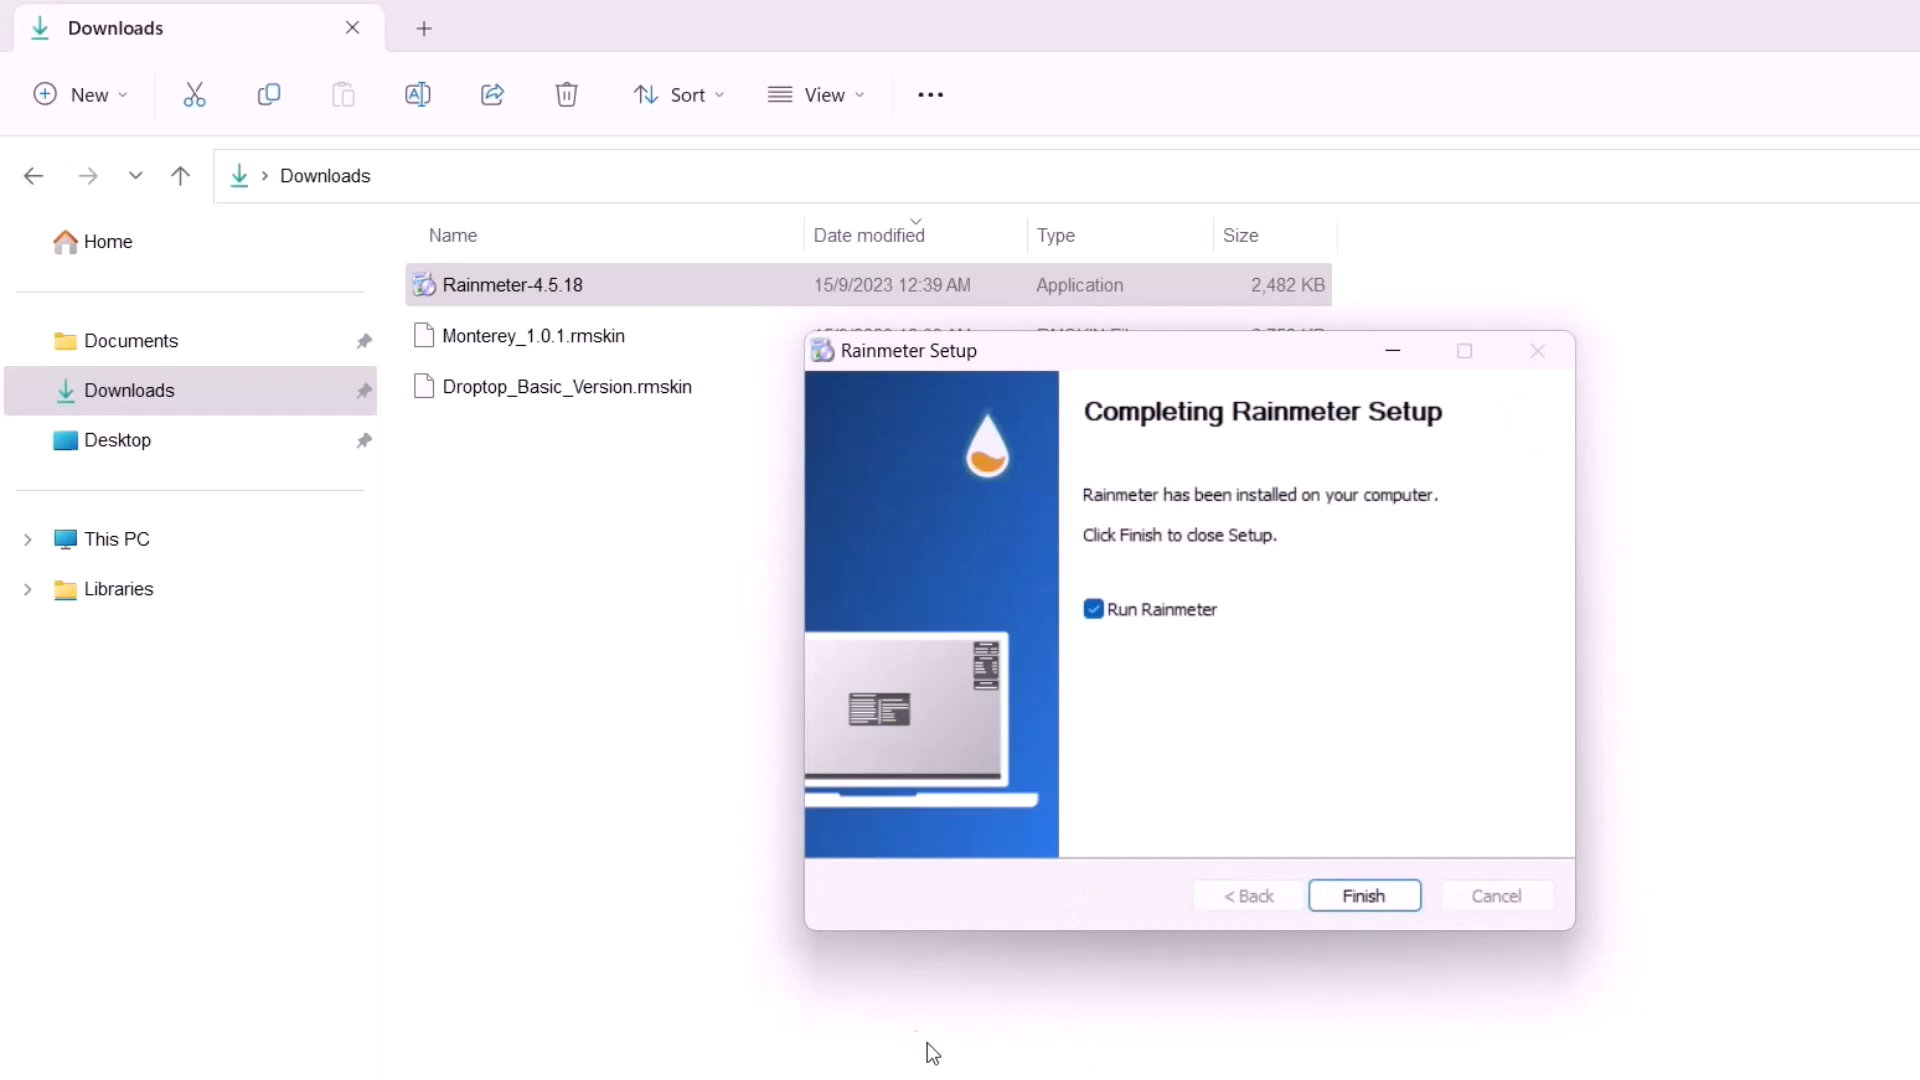 Downloads
New
Sort
View
Downloads
Home
Documents
Downloads
Desktop
This PC
Libraries
Name Date modified Type Size
Rainmeter-4.5.18 15/9/2023 12:39 AM Application 2,482 KB
Monterey_1.0.1.rmskin
Droptop_Basic_Version.rmskin
Rainmeter Setup
Completing Rainmeter Setup
Rainmeter has been installed on your computer.
Click Finish to close Setup.
Run Rainmeter
< Back Finish Cancel